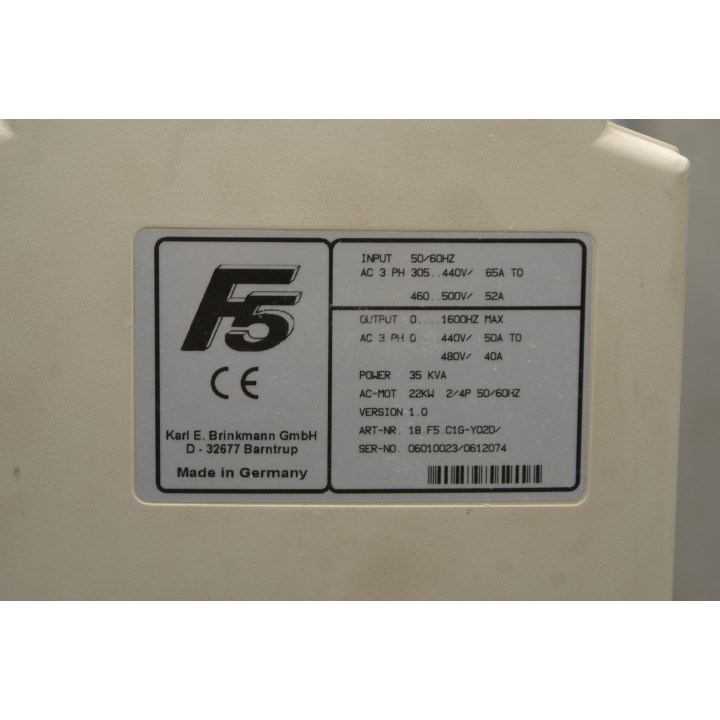 F5
CE
Karl E. Brinkmann GmbH
D - 32677 Barntrup
Made in Germany
INPUT 50/60HZ
AC 3 PH 305..440V/ 65A TO
460..500V/ 52A
OUTPUT 0....1600HZ MAX
AC 3 PH 0...440V/ 50A TO
480V/ 40A
POWER 35 KVA
AC-MOT 22KW 2/4P 50/60HZ
VERSION 1.0
ART-NR. 18.F5.C1G-Y02D/
SER-NO. 06010023/0612074